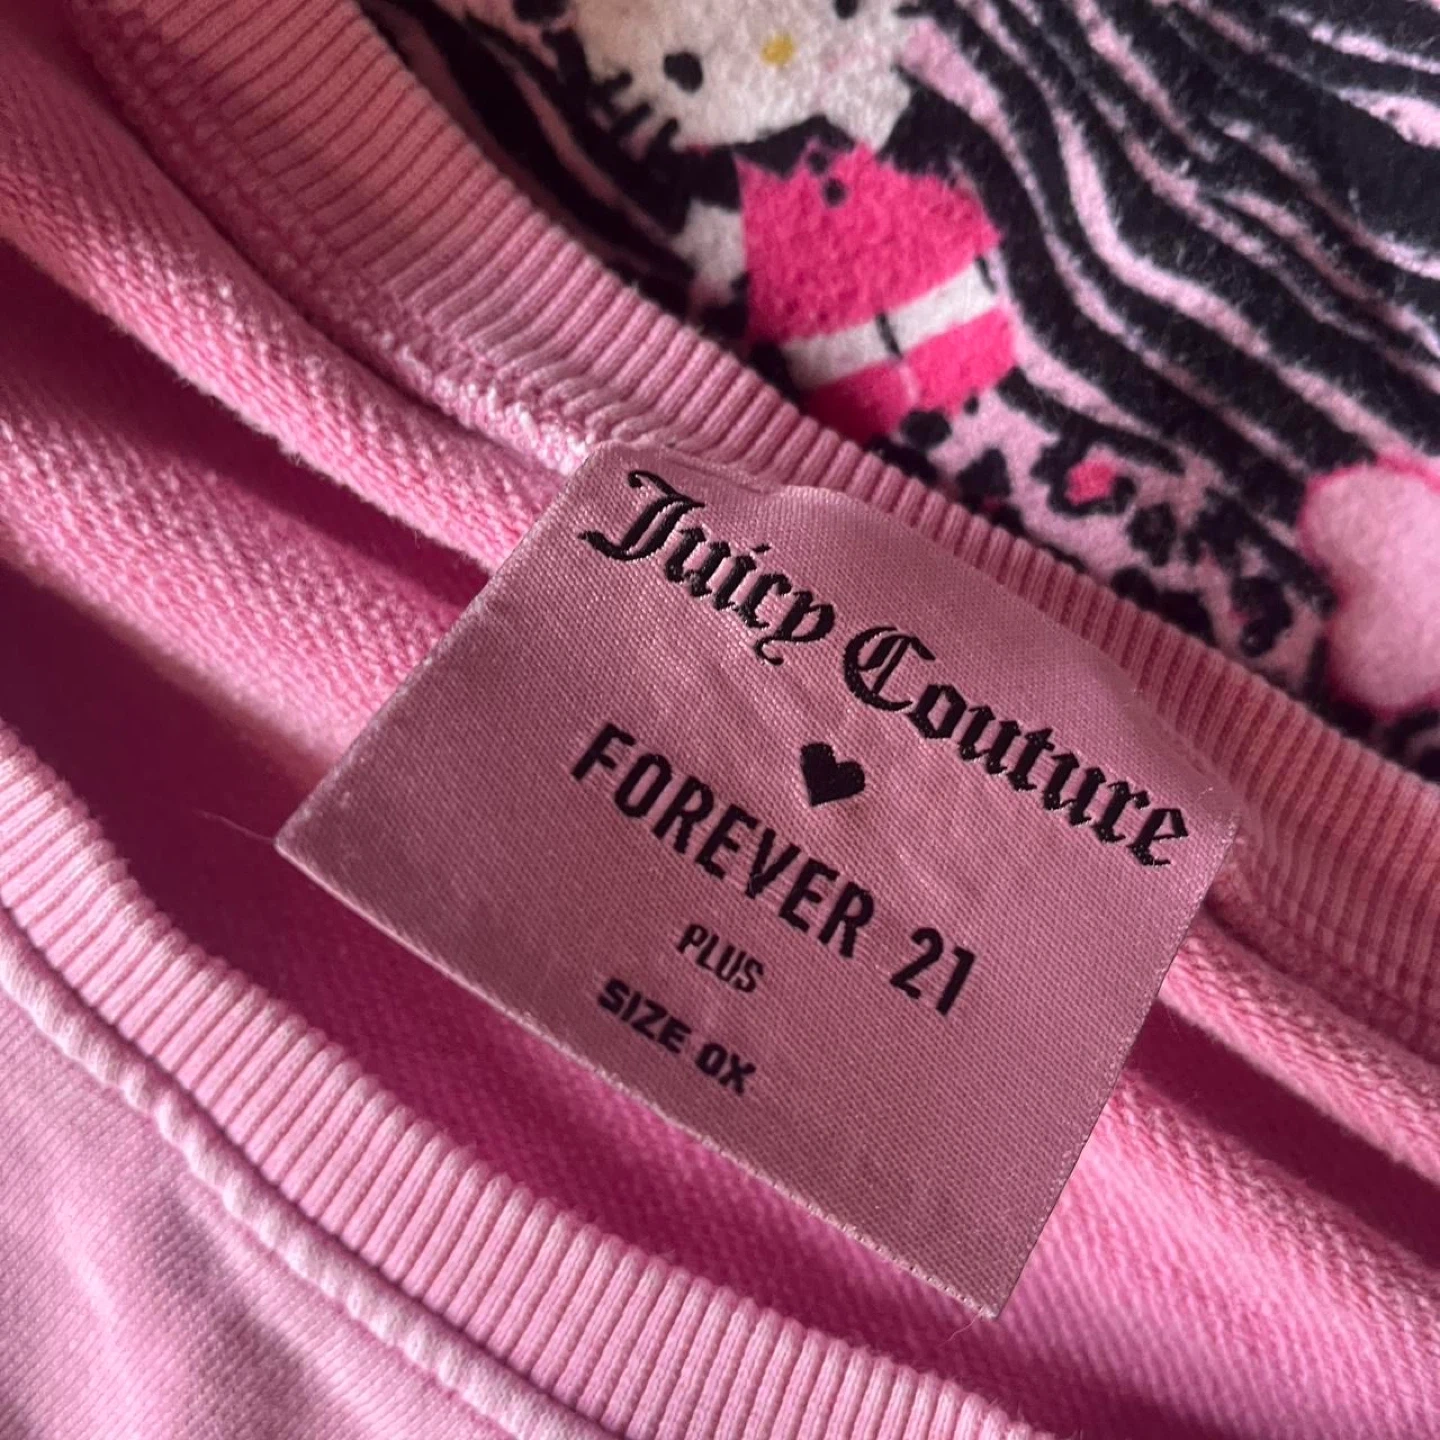 Juicy Couture
FOREVER 21
PLUS
SIZE 0X